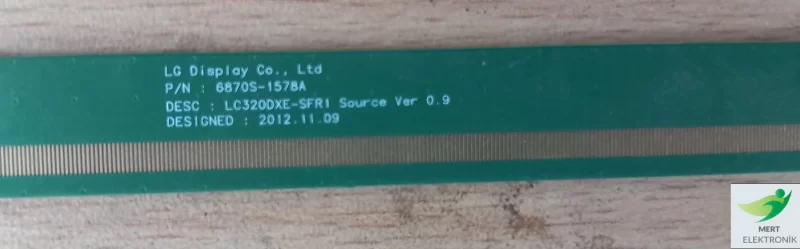 LG Display Co., Ltd
P/N : 6870S-1578A
DESC : LC320DXE-SFR1 Source Ver 0.9
DESIGNED : 2012.11.09
MERT
ELEKTRONİK